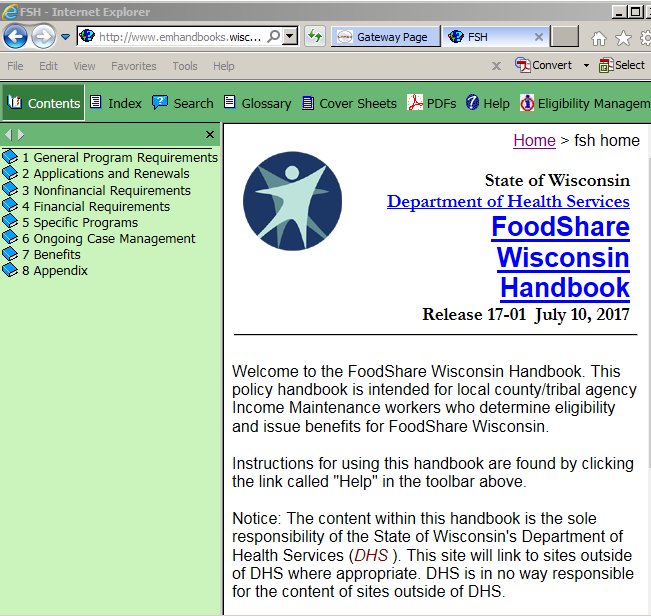 FSH - Internet Explorer
http://www.emhandbooks.wisc...
Gateway Page
FSH
File Edit View Favorites Tools Help
Convert
Select
Contents Index Search Glossary Cover Sheets PDFs Help Eligibility Managem
Home > fsh home
1 General Program Requirements
2 Applications and Renewals
3 Nonfinancial Requirements
4 Financial Requirements
5 Specific Programs
6 Ongoing Case Management
7 Benefits
8 Appendix
State of Wisconsin
Department of Health Services
FoodShare
Wisconsin
Handbook
Release 17-01 July 10, 2017
Welcome to the FoodShare Wisconsin Handbook. This
policy handbook is intended for local county/tribal agency
Income Maintenance workers who determine eligibility
and issue benefits for FoodShare Wisconsin.
Instructions for using this handbook are found by clicking
the link called "Help" in the toolbar above.
Notice: The content within this handbook is the sole
responsibility of the State of Wisconsin's Department of
Health Services (DHS ). This site will link to sites outside
of DHS where appropriate. DHS is in no way responsible
for the content of sites outside of DHS.